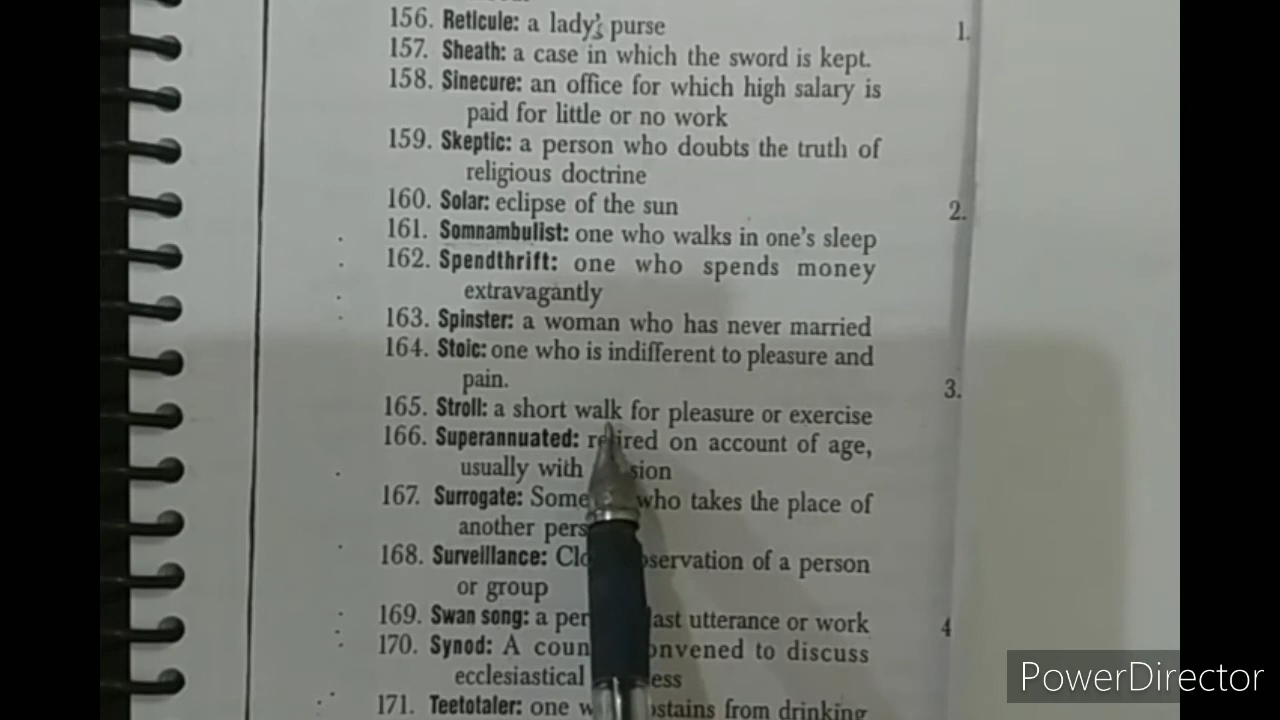 156. Reticule: a lady's purse
157. Sheath: a case in which the sword is kept.
158. Sinecure: an office for which high salary is
paid for little or no work
159. Skeptic: a person who doubts the truth of
religious doctrine
160. Solar: eclipse of the sun
161. Somnambulist: one who walks in one's sleep
162. Spendthrift: one who spends money
extravagantly
163. Spinster: a woman who has never married
164. Stoic: one who is indifferent to pleasure and
pain.
165. Stroll: a short walk for pleasure or exercise
166. Superannuated: retired on account of age,
usually with
167. Surrogate: who takes the place of
another
168. Surveillance: of a person
or group
169. Swan song: a last utterance or work
170. Synod: A to discuss
ecclesiastical
171. Teetotaler: one from drinking
1.
2.
3.
4
PowerDirector